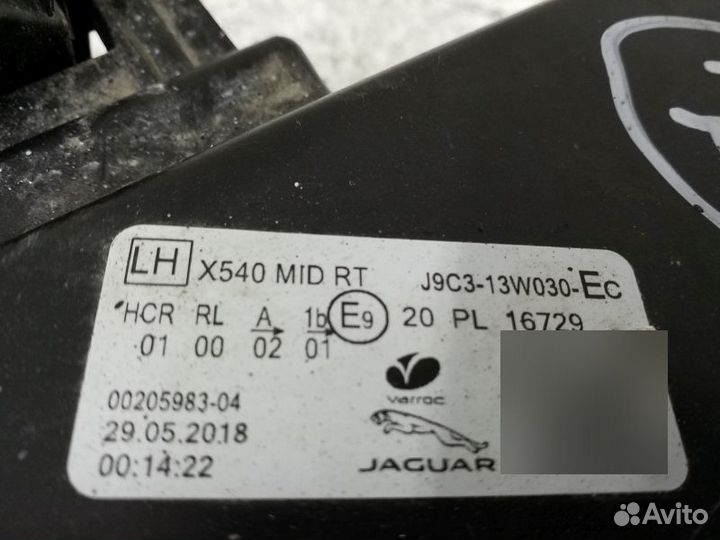 LH X540 MID RT J9C3-13W030-Ec
HCR RL A 1b E9 20 PL 16729
01 00 02 01
00205983-04
29.05.2018
00:14:22
varroc
JAGUAR
Avito